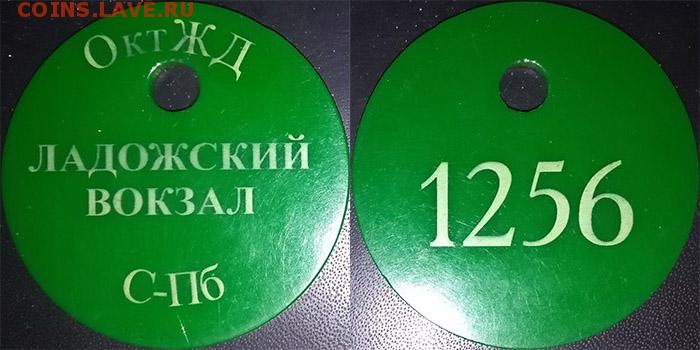 COINS.LAVE.RU
ОктЖД
ЛАДОЖСКИЙ
ВОКЗАЛ
С-Пб
1256